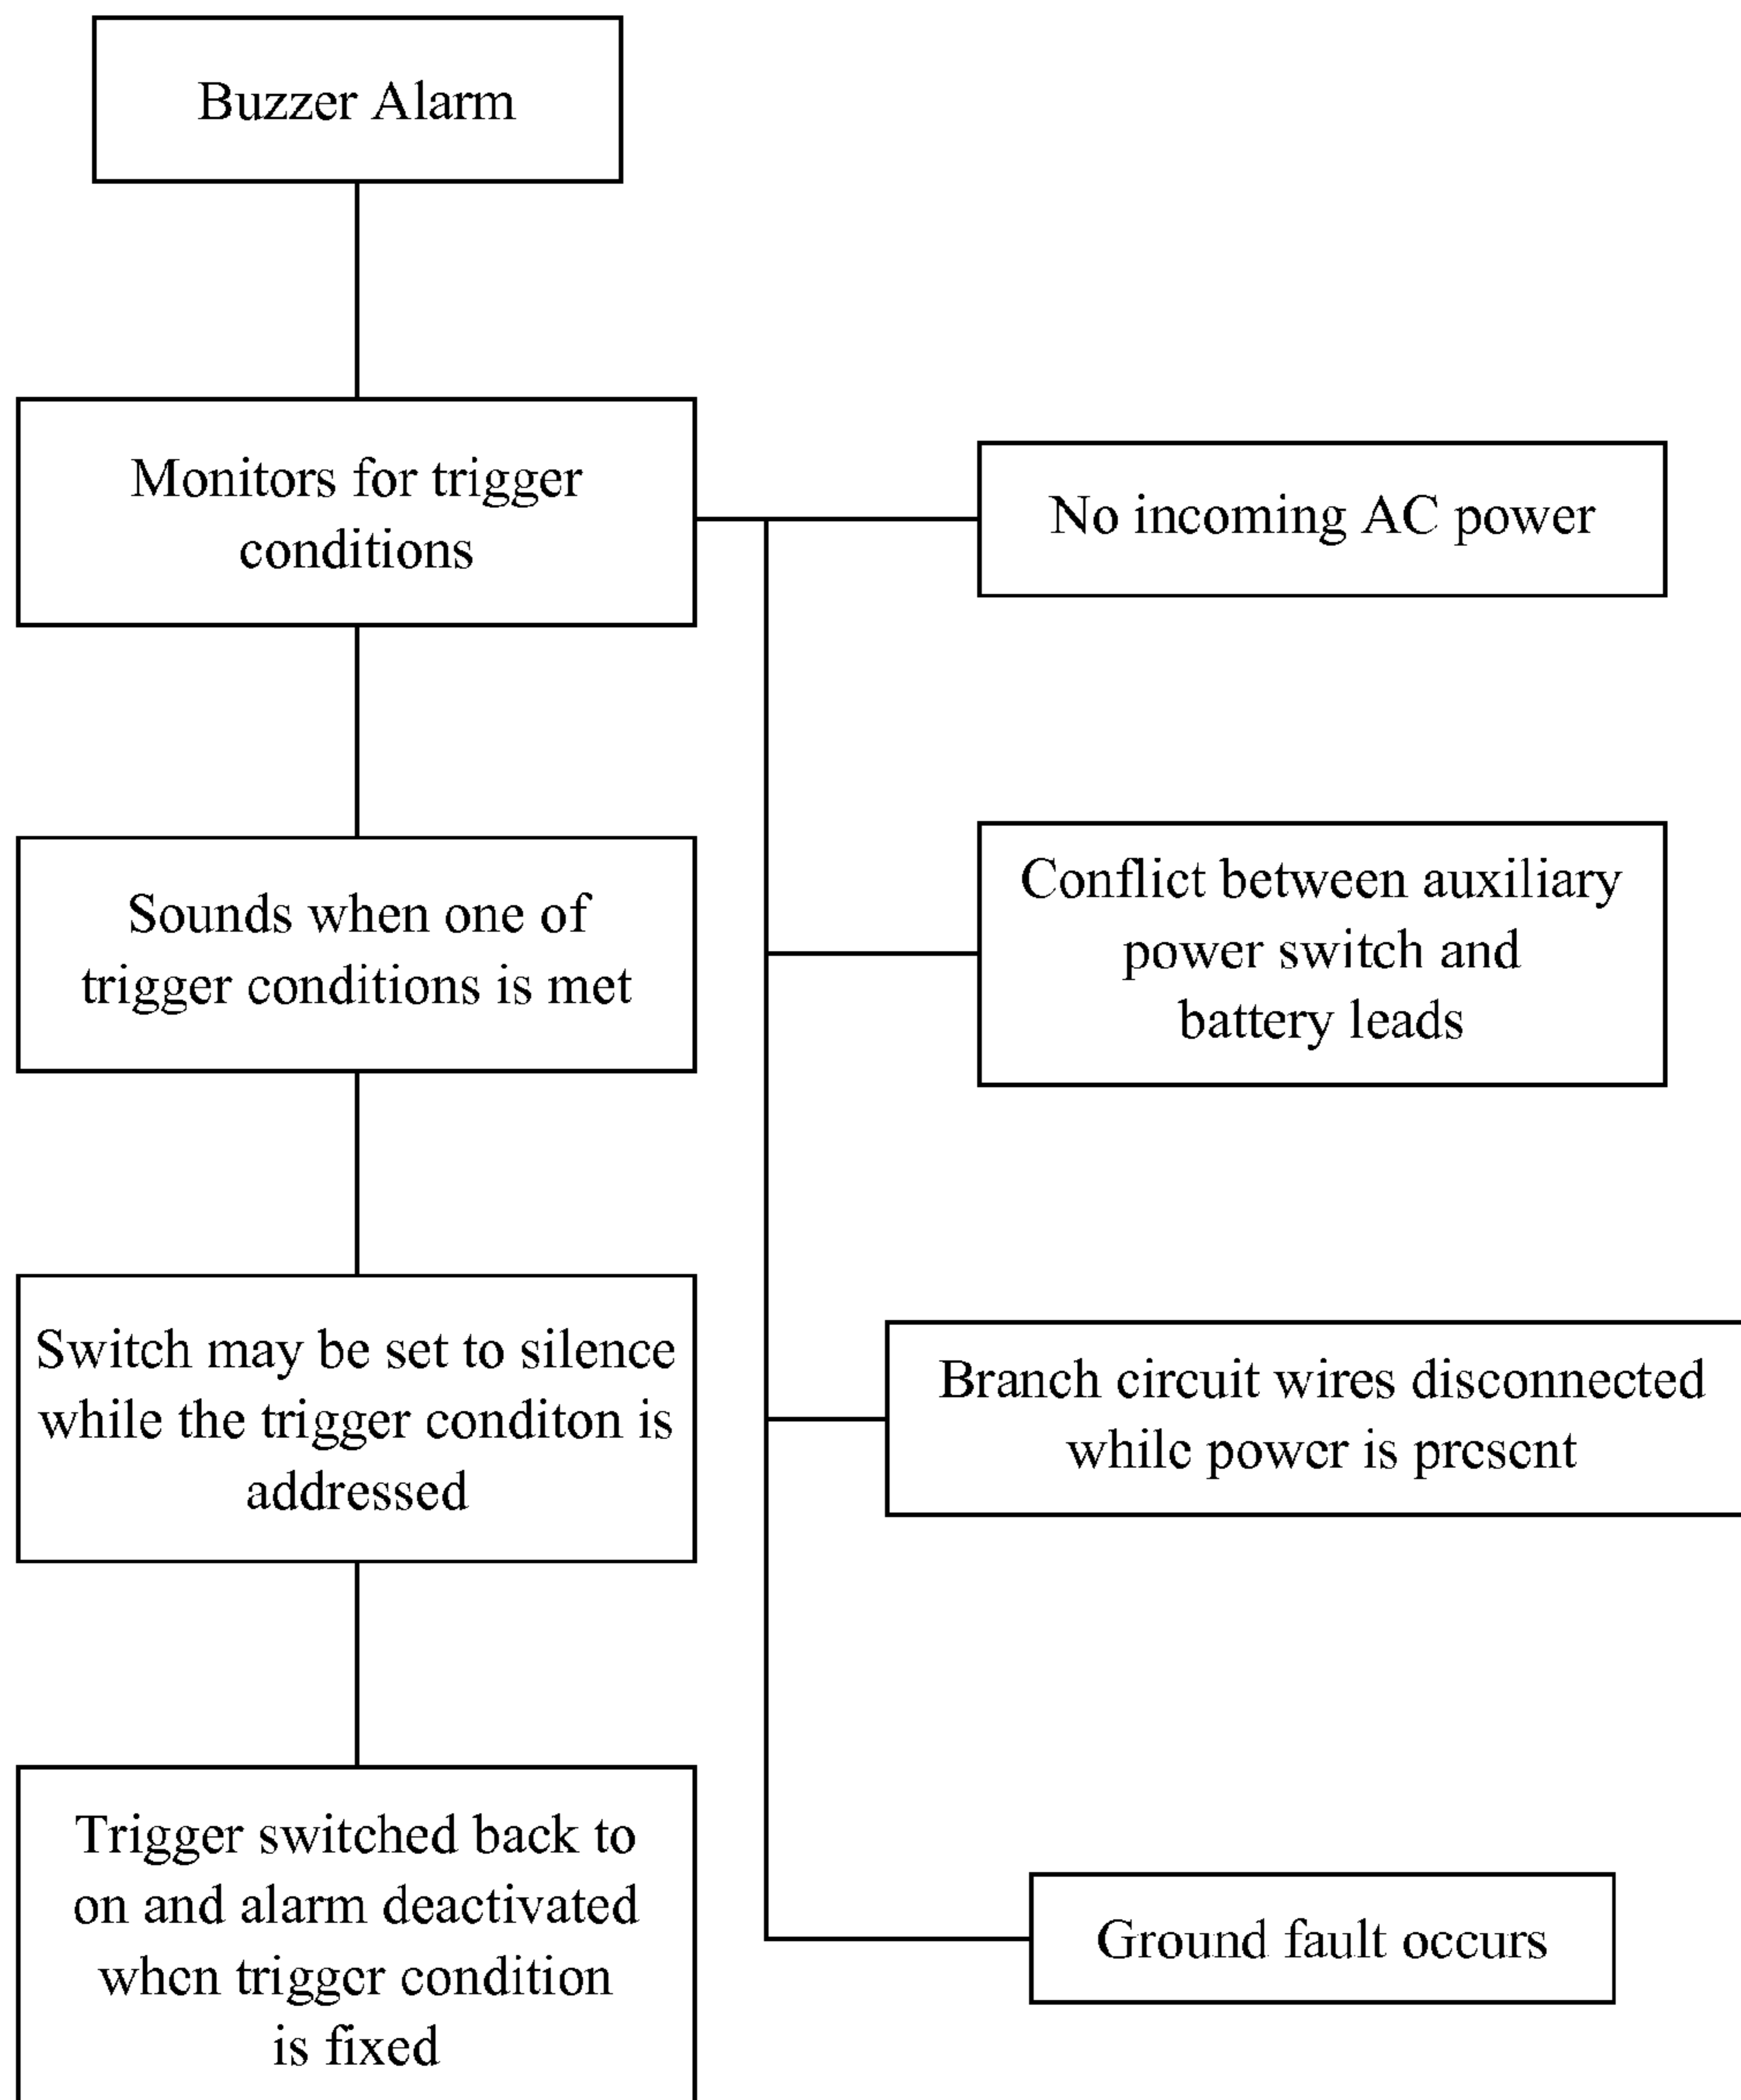 Buzzer Alarm
Monitors for trigger
conditions
No incoming AC power
Sounds when one of
trigger conditions is met
Conflict between auxiliary
power switch and
battery leads
Switch may be set to silence
while the trigger conditon is
addressed
Branch circuit wires disconnected
while power is present
Trigger switched back to
on and alarm deactivated
when trigger condition
is fixed
Ground fault occurs